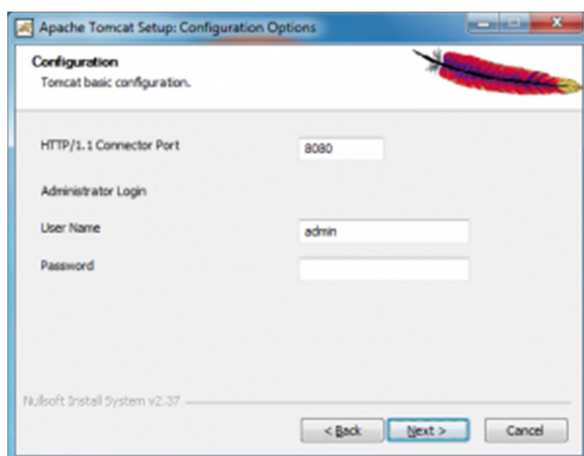 Apache Tomcat Setup: Configuration Options
Configuration
Tomcat basic configuration.
HTTP/1.1 Connector Port 8080
Administrator Login
User Name admin
Password
Nullsoft Install System v2.37
< Back Next > Cancel